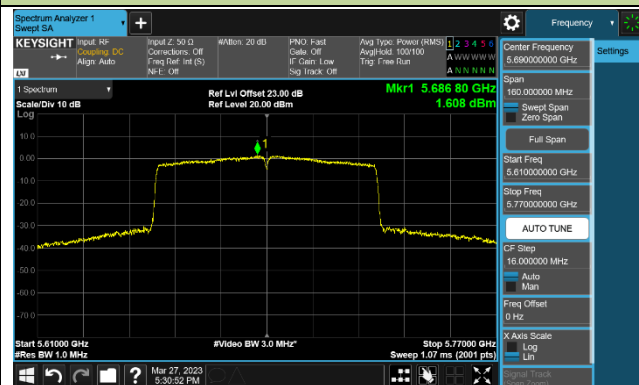 Spectrum Analyzer 1
Swept SA
KEYSIGHT
LXI
Input: RF
Coupling: DC
Align: Auto
Input Z: 50 Ω
Corrections: Off
Freq Ref: Int (S)
NFE: Off
#Atten: 20 dB
PNO: Fast
Gate: Off
IF Gain: Low
Sig Track: Off
Avg Type: Power (RMS)
Avg|Hold: 100/100
Trig: Free Run
1 2 3 4 5 6
A W W W W W
A N N N N N
1 Spectrum
Scale/Div 10 dB
Log
Ref Lvl Offset 23.00 dB
Ref Level 20.00 dBm
Mkr1 5.686 80 GHz
1.608 dBm
10.0
0.00
-10.0
-20.0
-30.0
-40.0
-50.0
-60.0
-70.0
1
Start 5.61000 GHz
#Res BW 1.0 MHz
#Video BW 3.0 MHz*
Stop 5.77000 GHz
Sweep 1.07 ms (2001 pts)
Mar 27, 2023
5:30:52 PM
?
Frequency
Settings
Center Frequency
5.690000000 GHz
Span
160.000000 MHz
Swept Span
Zero Span
Full Span
Start Freq
5.610000000 GHz
Stop Freq
5.770000000 GHz
AUTO TUNE
CF Step
16.000000 MHz
Auto
Man
Freq Offset
0 Hz
X Axis Scale
Log
Lin
Signal Track